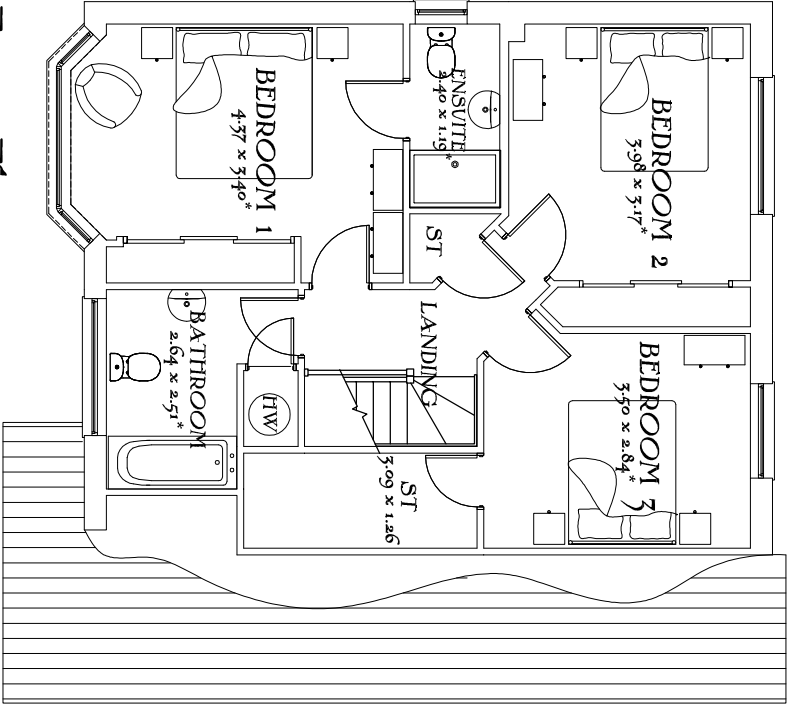 BEDROOM 1
4.37 x 3.40*
ENSUITE
2.40 x 1.19*
BEDROOM 2
3.98 x 3.17*
ST
LANDING
BATHROOM
2.64 x 2.51*
HW
ST
3.09 x 1.26
BEDROOM 3
3.50 x 2.84*